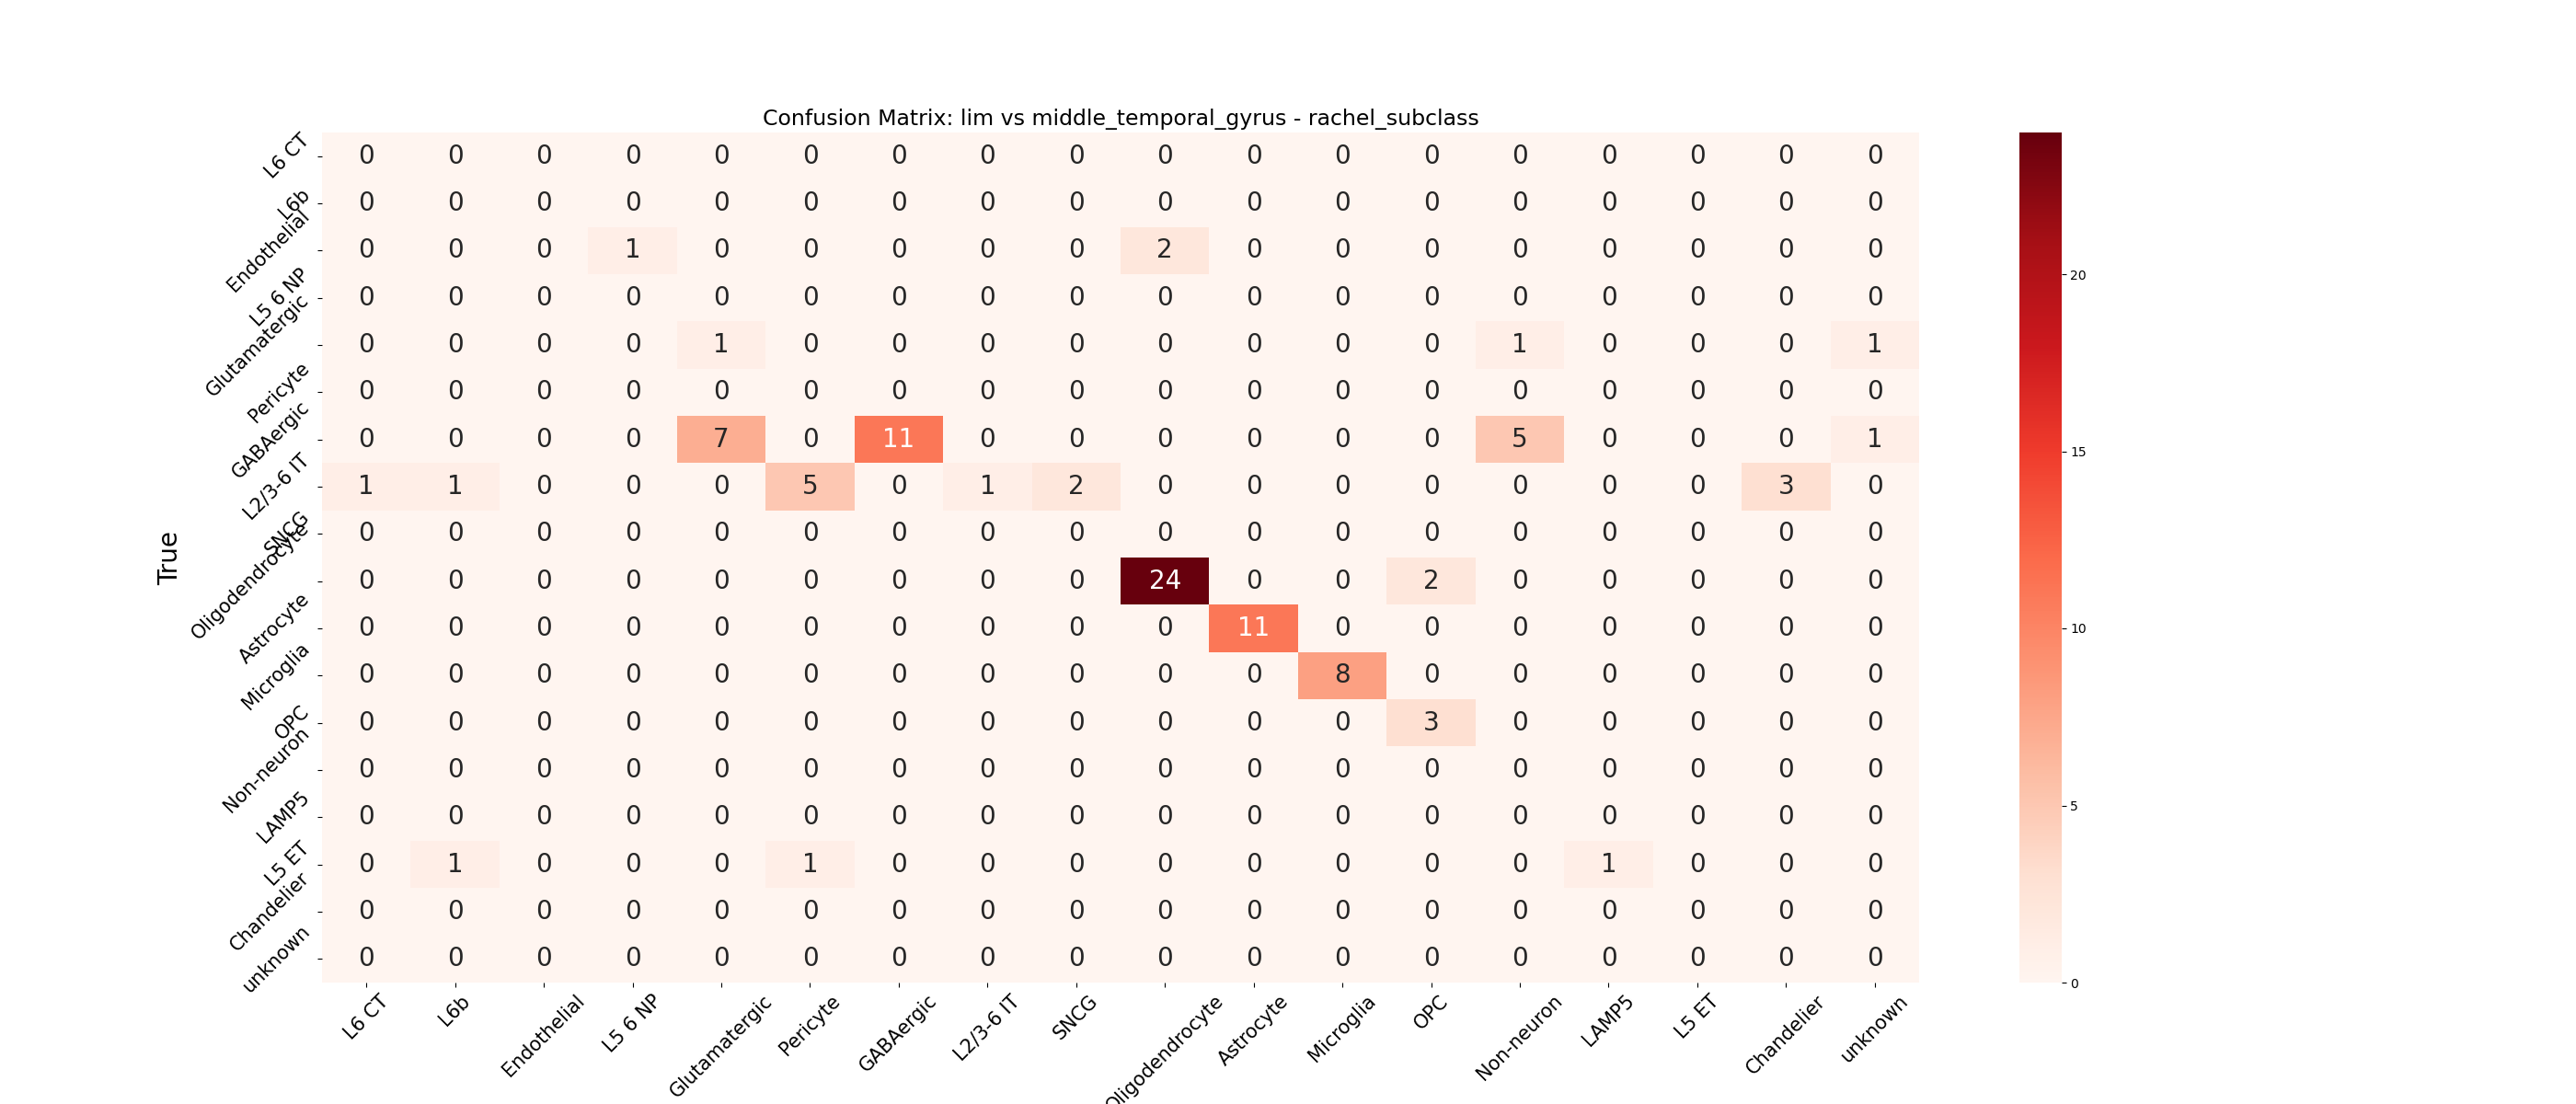 Confusion Matrix: lim vs middle_temporal_gyrus - rachel_subclass
True
L6 CT 0 0 0 0 0 0 0 0 0 0 0 0 0 0 0 0 0 0
L6b 0 0 0 0 0 0 0 0 0 0 0 0 0 0 0 0 0 0
Endothelial 0 0 0 1 0 0 0 0 0 2 0 0 0 0 0 0 0 0
L5 6 NP 0 0 0 0 0 0 0 0 0 0 0 0 0 0 0 0 0 0
Glutamatergic 0 0 0 0 1 0 0 0 0 0 0 0 0 1 0 0 0 1
Pericyte 0 0 0 0 0 0 0 0 0 0 0 0 0 0 0 0 0 0
GABAergic 0 0 0 0 7 0 11 0 0 0 0 0 0 5 0 0 0 1
L2/3-6 IT 1 1 0 0 0 5 0 1 2 0 0 0 0 0 0 0 3 0
SNCG 0 0 0 0 0 0 0 0 0 0 0 0 0 0 0 0 0 0
Oligodendrocyte 0 0 0 0 0 0 0 0 0 24 0 0 2 0 0 0 0 0
Astrocyte 0 0 0 0 0 0 0 0 0 0 11 0 0 0 0 0 0 0
Microglia 0 0 0 0 0 0 0 0 0 0 0 8 0 0 0 0 0 0
OPC 0 0 0 0 0 0 0 0 0 0 0 0 3 0 0 0 0 0
Non-neuron 0 0 0 0 0 0 0 0 0 0 0 0 0 0 0 0 0 0
LAMP5 0 0 0 0 0 0 0 0 0 0 0 0 0 0 0 0 0 0
L5 ET 0 1 0 0 0 1 0 0 0 0 0 0 0 0 1 0 0 0
Chandelier 0 0 0 0 0 0 0 0 0 0 0 0 0 0 0 0 0 0
unknown 0 0 0 0 0 0 0 0 0 0 0 0 0 0 0 0 0 0
L6 CT L6b Endothelial L5 6 NP Glutamatergic Pericyte GABAergic L2/3-6 IT SNCG Oligodendrocyte Astrocyte Microglia OPC Non-neuron LAMP5 L5 ET Chandelier unknown
20
15
10
5
0